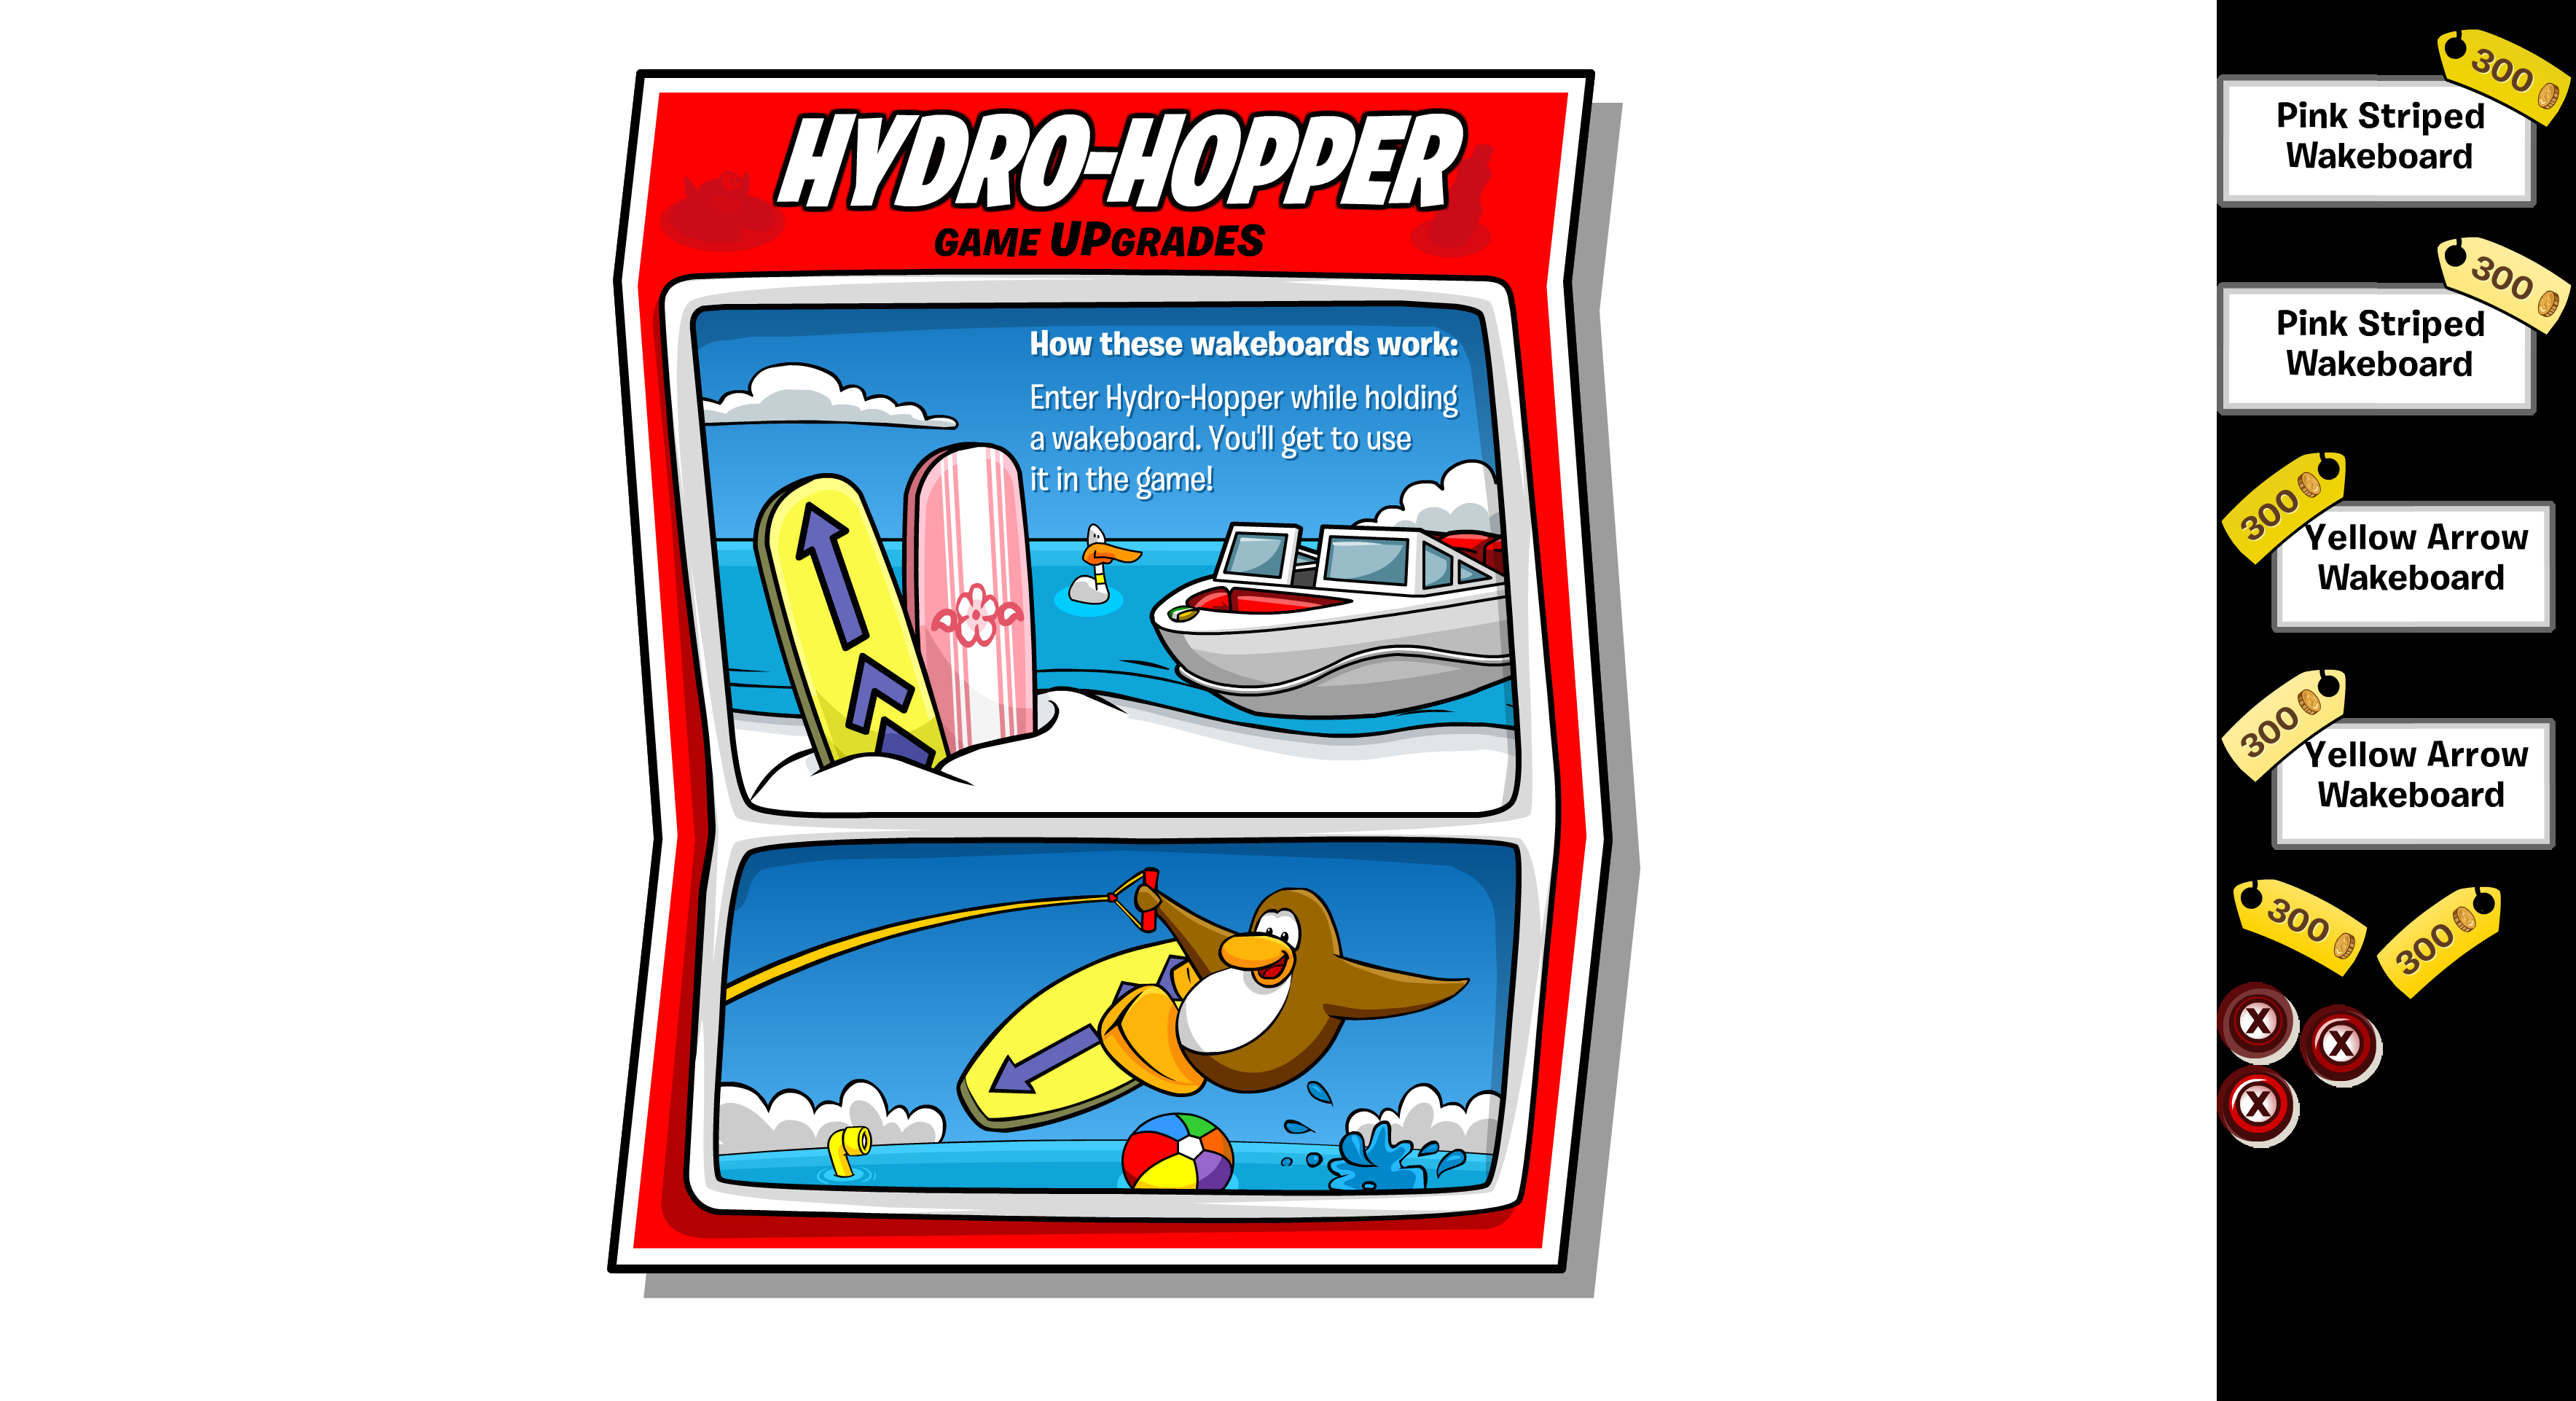 HYDRO-HOPPER
GAME UPGRADES
How these wakeboards work:
Enter Hydro-Hopper while holding
a wakeboard. You'll get to use
it in the game!
300
Pink Striped
Wakeboard
300
Pink Striped
Wakeboard
300
Yellow Arrow
Wakeboard
300
Yellow Arrow
Wakeboard
300
300
X
X
X